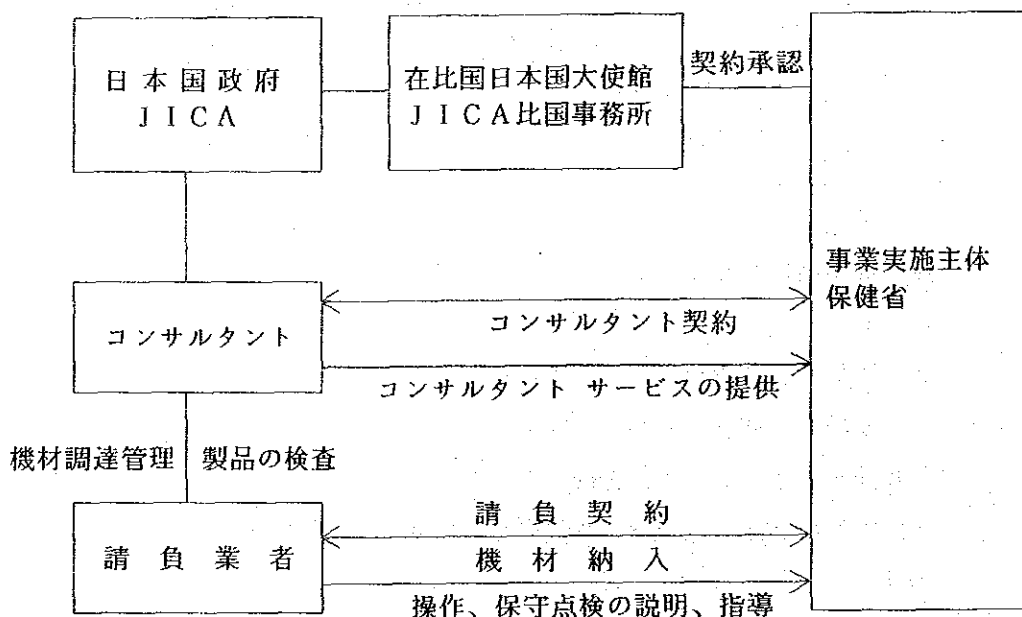 日本国政府
JICA
在比国日本国大使館
JICA比国事務所
契約承認
事業実施主体
保健省
コンサルタント
コンサルタント契約
コンサルタント サービスの提供
機材調達管理 製品の検査
請負業者
請負契約
機材納入
操作、保守点検の説明、指導